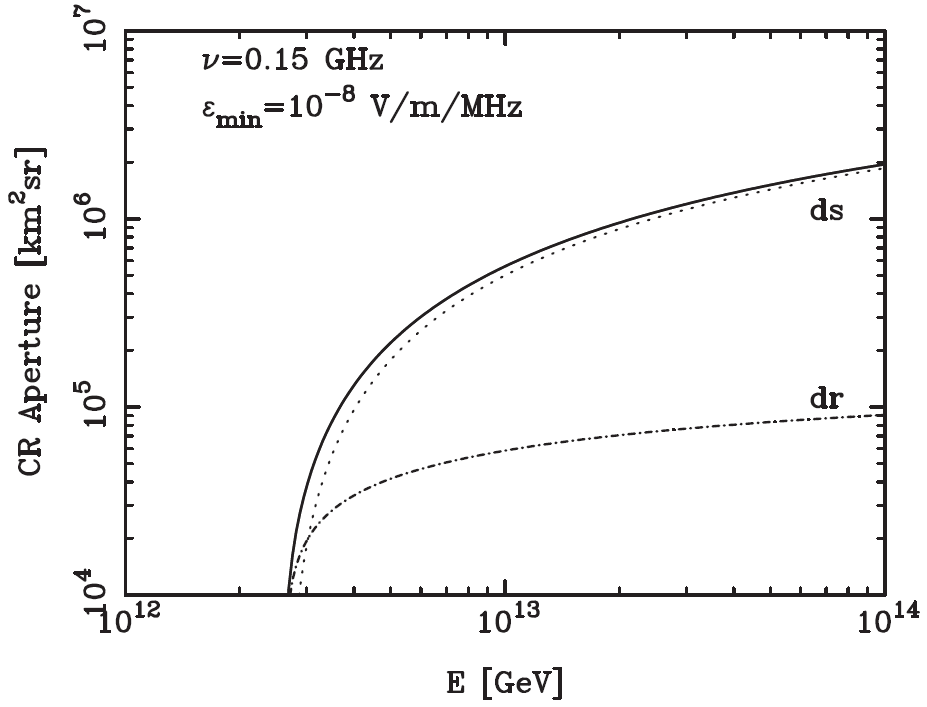 ν=0.15 GHz
ε_min=10^−8 V/m/MHz
CR Aperture [km^2sr]
10^7
10^6
10^5
10^4
ds
dr
10^12
10^13
10^14
E [GeV]